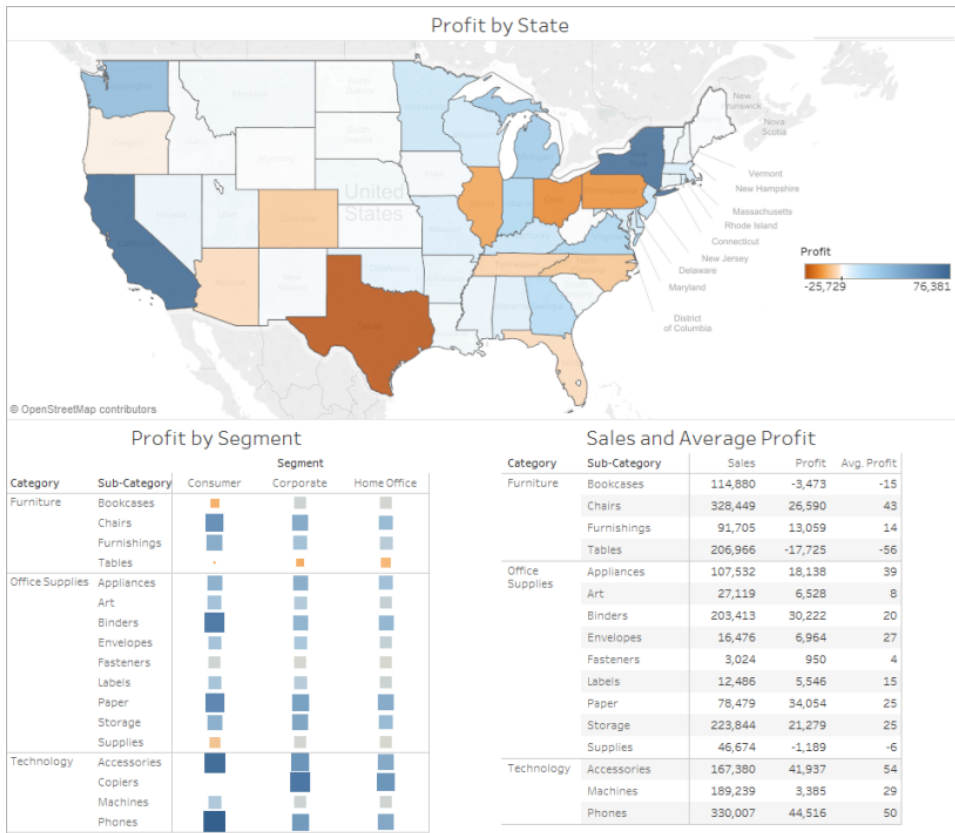 Profit by State
New
Brunswick
Nova
Scotia
United
States
Vermont
New Hampshire
Massachusetts
Rhode Island
Connecticut
New Jersey
Delaware
Maryland
District
of Columbia
Profit
-25,729 76,381
© OpenStreetMap contributors
Profit by Segment
Segment
Category Sub-Category Consumer Corporate Home Office
Furniture Bookcases
Chairs
Furnishings
Tables
Office Supplies Appliances
Art
Binders
Envelopes
Fasteners
Labels
Paper
Storage
Supplies
Technology Accessories
Copiers
Machines
Phones
Sales and Average Profit
Category Sub-Category Sales Profit Avg. Profit
Furniture Bookcases 114,880 -3,473 -15
Chairs 328,449 26,590 43
Furnishings 91,705 13,059 14
Tables 206,966 -17,725 -56
Office Appliances 107,532 18,138 39
Supplies
Art 27,119 6,528 8
Binders 203,413 30,222 20
Envelopes 16,476 6,964 27
Fasteners 3,024 950 4
Labels 12,486 5,546 15
Paper 78,479 34,054 25
Storage 223,844 21,279 25
Supplies 46,674 -1,189 -6
Technology Accessories 167,380 41,937 54
Machines 189,239 3,385 29
Phones 330,007 44,516 50